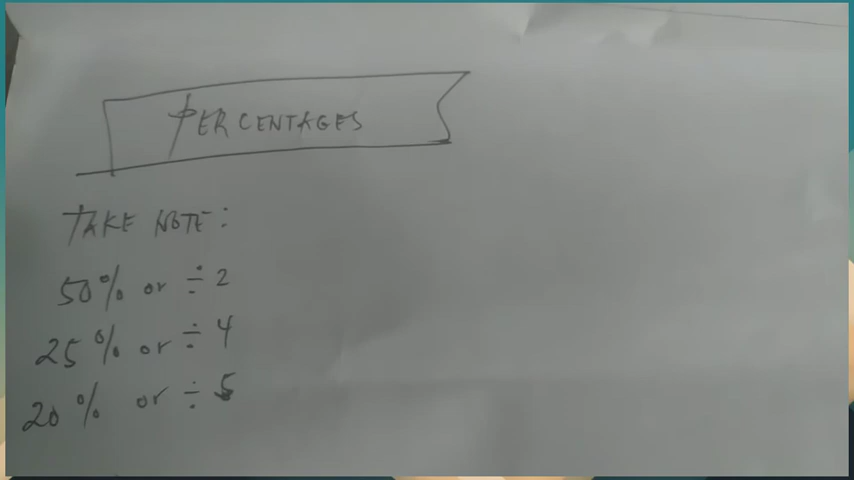 PERCENTAGES
TAKE NOTE:
50% or ÷ 2
25% or ÷ 4
20% or ÷ 5